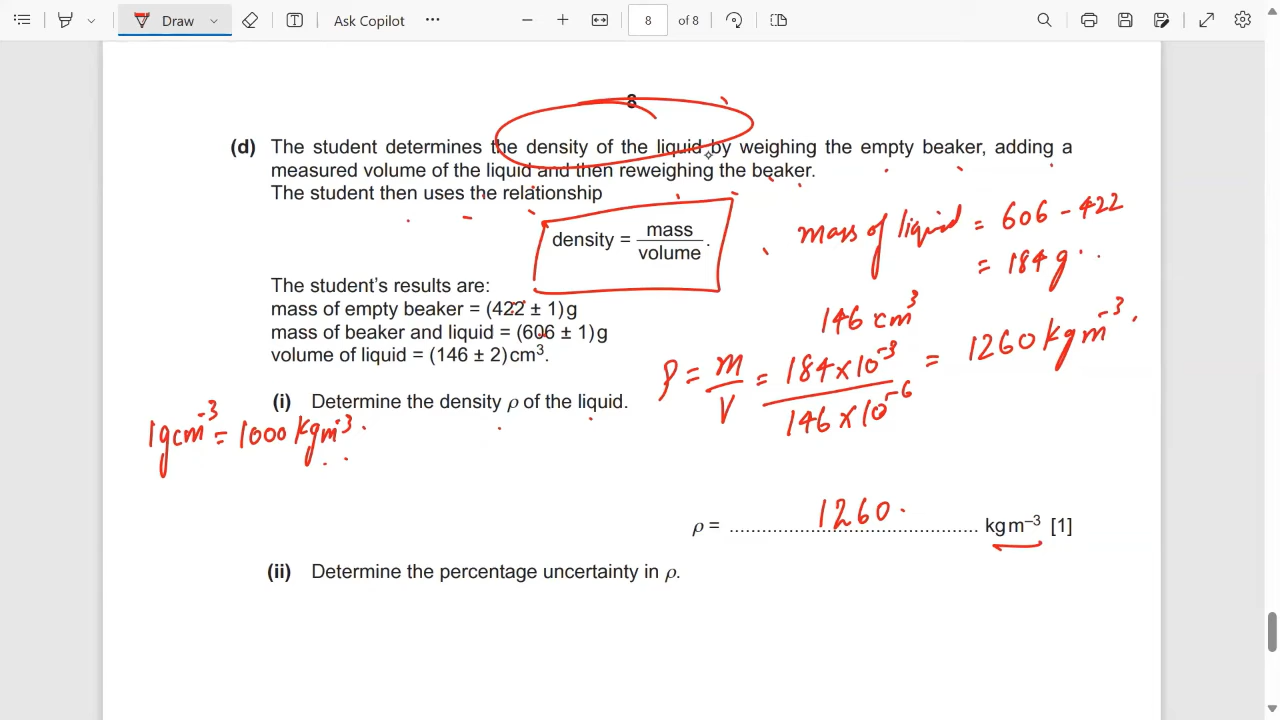 Draw
Ask Copilot
8 of 8
8
(d) The student determines the density of the liquid by weighing the empty beaker, adding a
measured volume of the liquid and then reweighing the beaker.
The student then uses the relationship
density = mass / volume.
mass of liquid = 606 - 422
= 184 g
The student's results are:
mass of empty beaker = (422 ± 1) g
mass of beaker and liquid = (606 ± 1) g
volume of liquid = (146 ± 2) cm³.
146 cm³
ρ = m / V = 184 × 10⁻³ / 146 × 10⁻⁶ = 1260 kg m⁻³
(i) Determine the density ρ of the liquid.
1 g cm⁻³ = 1000 kg m⁻³
ρ = 1260 kg m⁻³ [1]
(ii) Determine the percentage uncertainty in ρ.